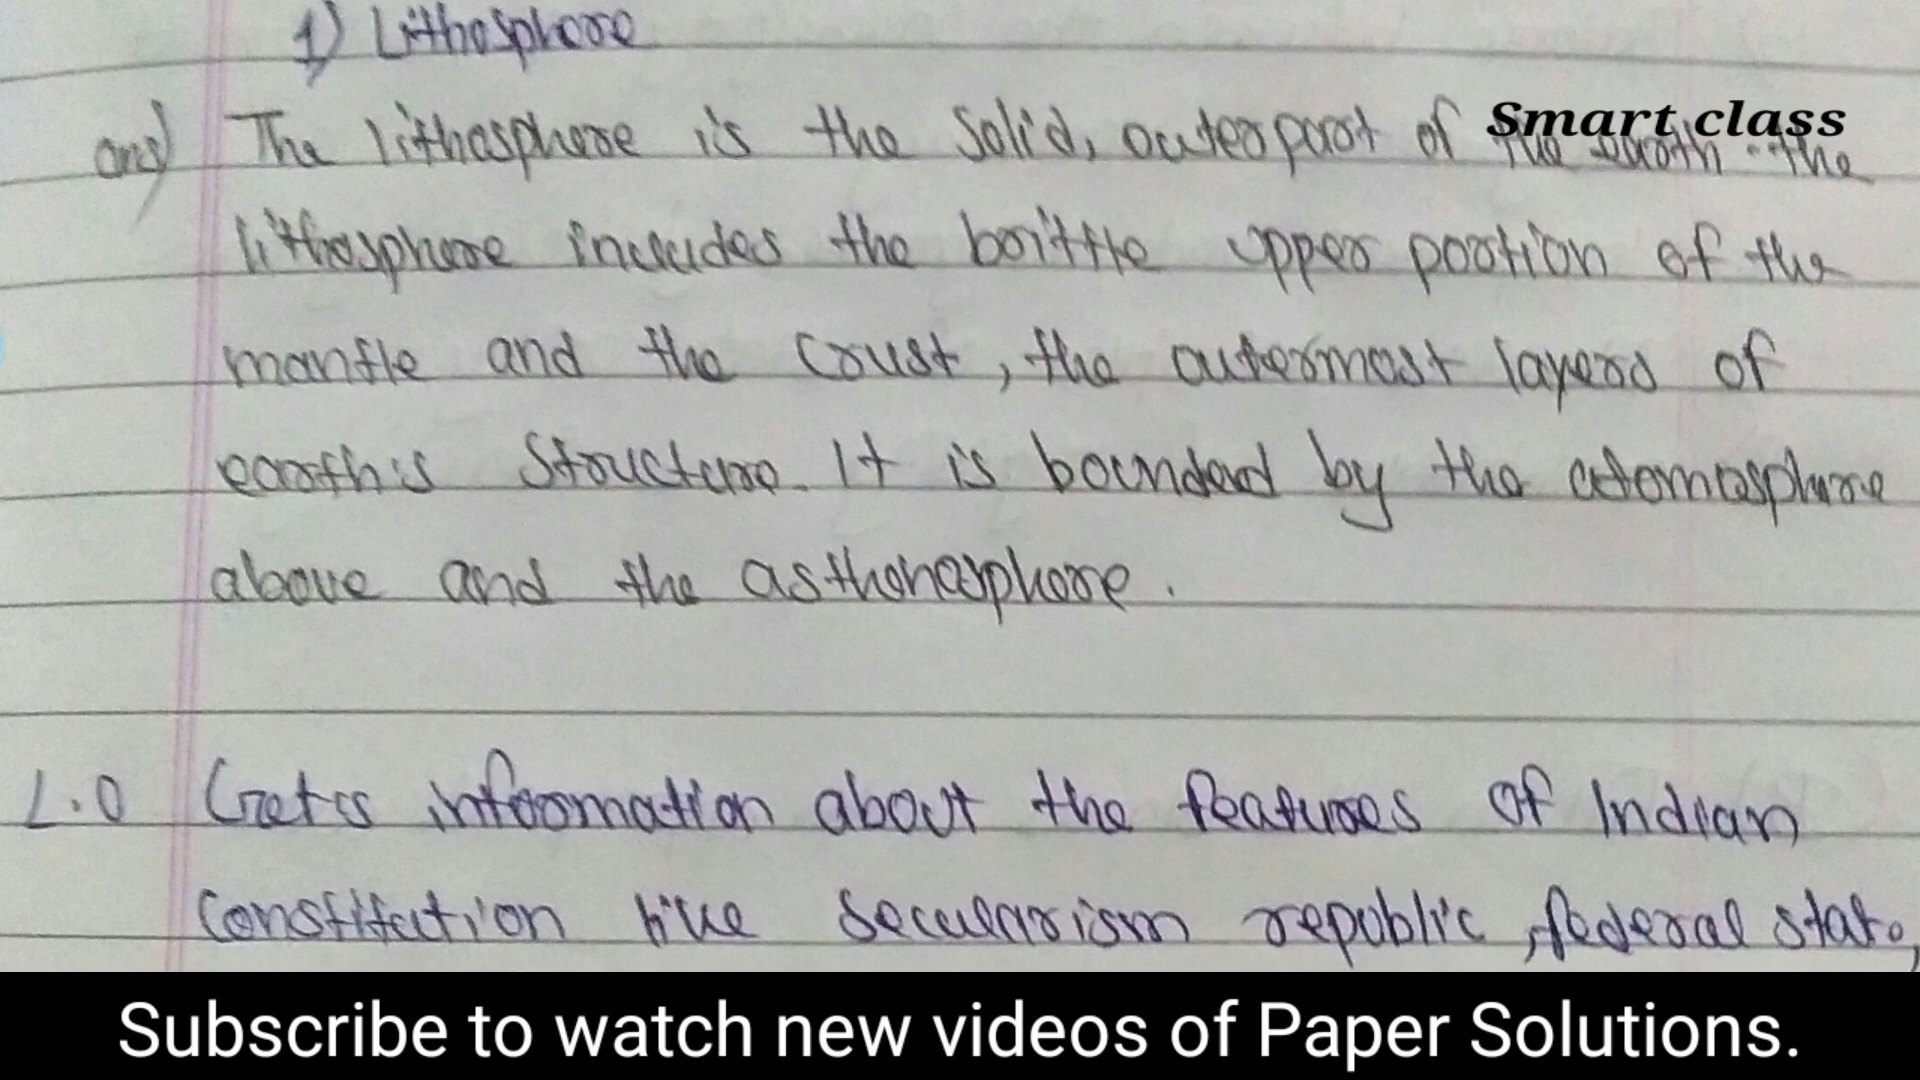 1) Lithosphere
Smart class
ans) The lithosphere is the solid, outer part of the earth. the
lithosphere includes the brittle upper portion of the
mantle and the crust, the outermost layers of
earth's structure. It is bounded by the atomosphere
above and the asthenosphere.
L.O Gets information about the features of Indian
Constitution like secularism republic, federal state,
Subscribe to watch new videos of Paper Solutions.